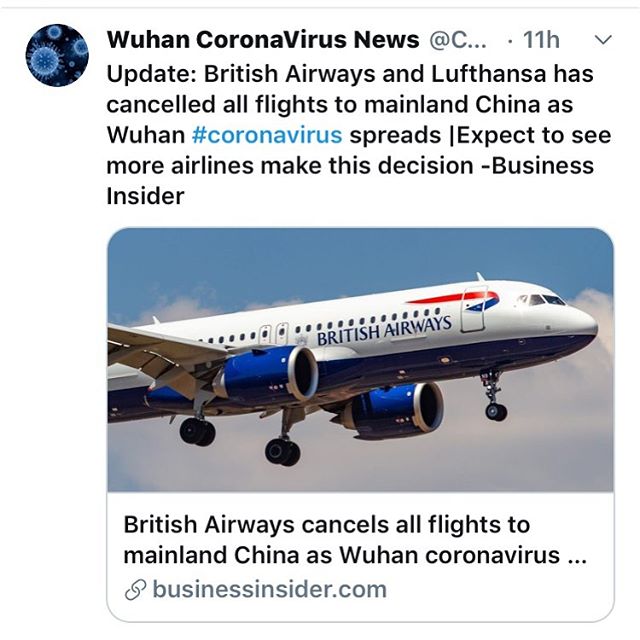 Wuhan CoronaVirus News @C... · 11h
Update: British Airways and Lufthansa has
cancelled all flights to mainland China as
Wuhan #coronavirus spreads |Expect to see
more airlines make this decision -Business
Insider
BRITISH AIRWAYS
British Airways cancels all flights to
mainland China as Wuhan coronavirus ...
businessinsider.com